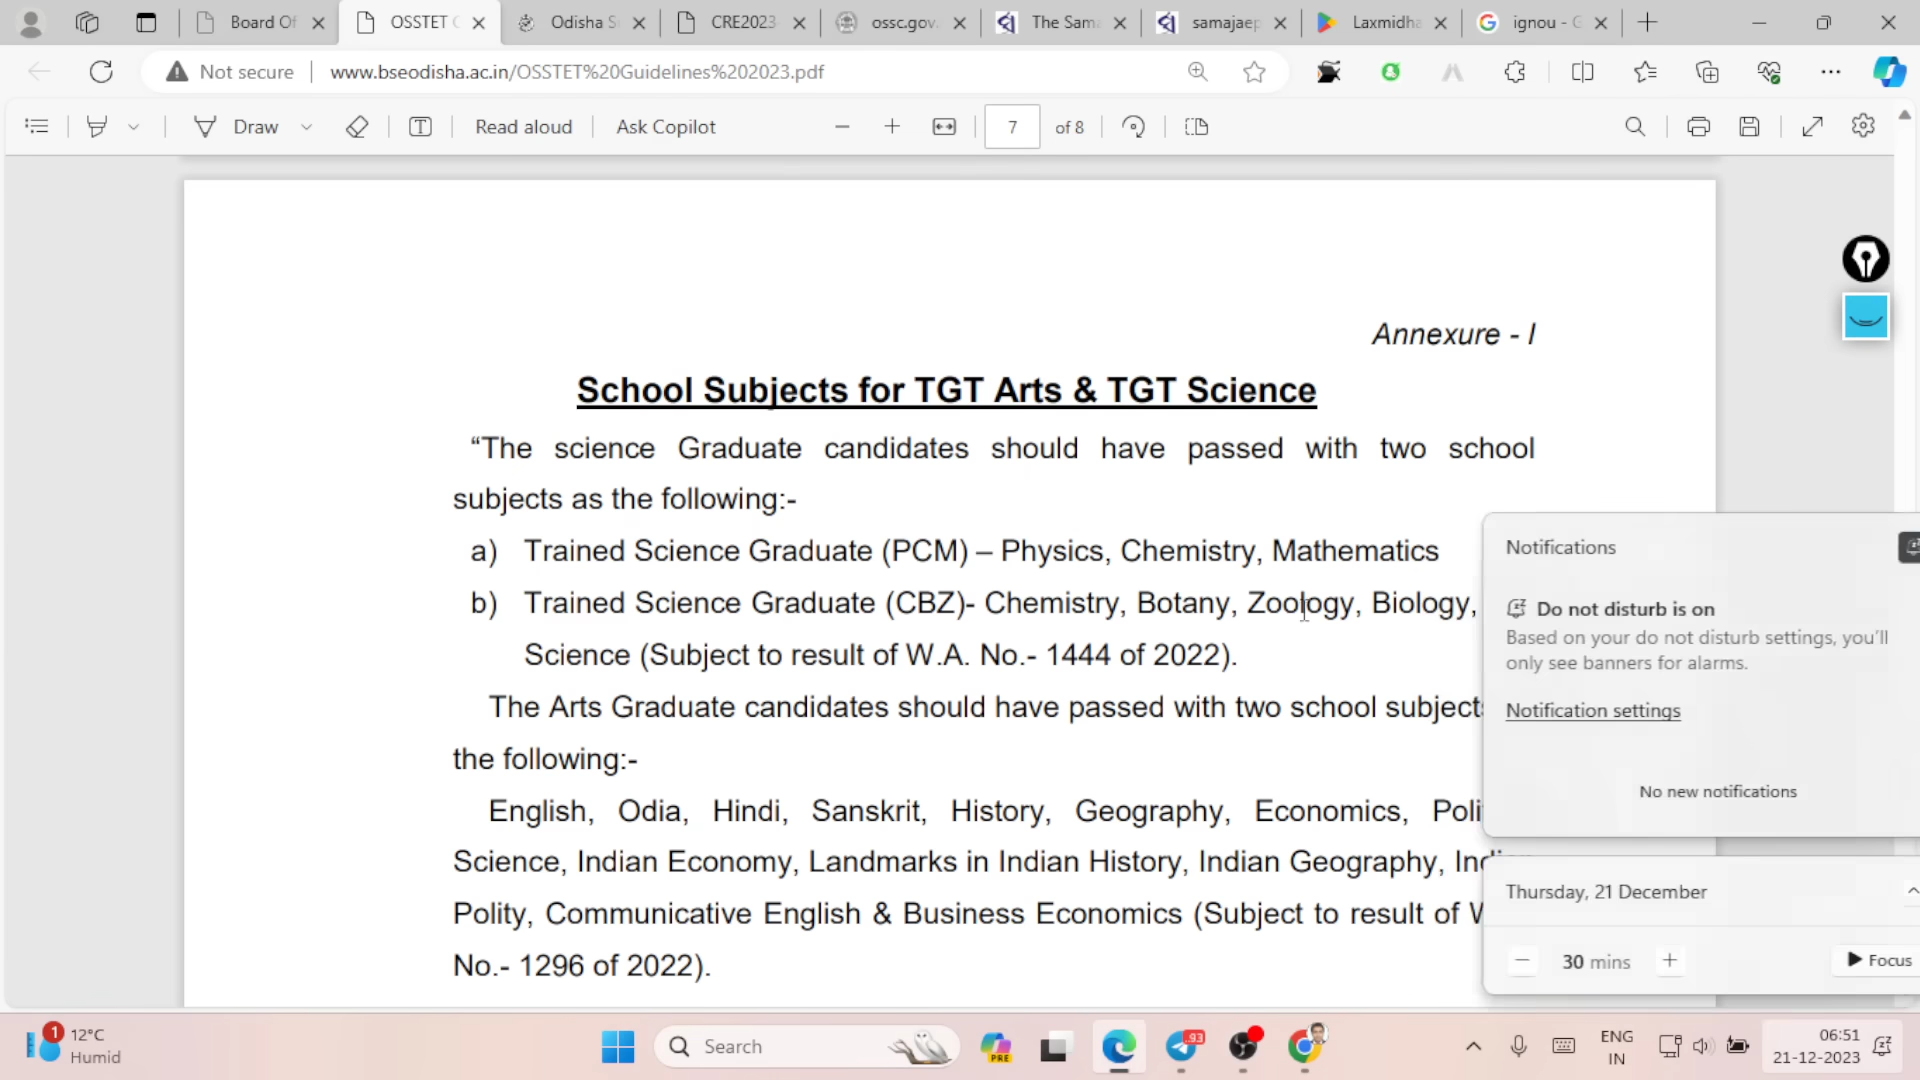 Board Of
OSSTET G
Odisha S
CRE2023
ossc.gov.
The Sama
samajaep
Laxmidha
ignou - G
Not secure
www.bseodisha.ac.in/OSSTET%20Guidelines%202023.pdf
Draw
Read aloud
Ask Copilot
7 of 8
Annexure - I
School Subjects for TGT Arts & TGT Science
“The science Graduate candidates should have passed with two school
subjects as the following:-
a) Trained Science Graduate (PCM) – Physics, Chemistry, Mathematics
b) Trained Science Graduate (CBZ)- Chemistry, Botany, Zoology, Biology,
Science (Subject to result of W.A. No.- 1444 of 2022).
The Arts Graduate candidates should have passed with two school subjects
the following:-
English, Odia, Hindi, Sanskrit, History, Geography, Economics, Poli
Science, Indian Economy, Landmarks in Indian History, Indian Geography, Indian
Polity, Communicative English & Business Economics (Subject to result of W
No.- 1296 of 2022).
Notifications
Do not disturb is on
Based on your do not disturb settings, you'll
only see banners for alarms.
Notification settings
No new notifications
Thursday, 21 December
30 mins
Focus
1
12°C
Humid
Search
PRE
93
ENG
IN
06:51
21-12-2023